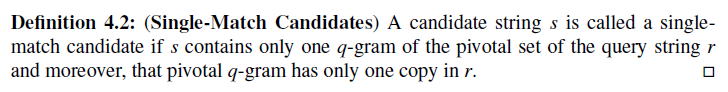 Definition 4.2: (Single-Match Candidates) A candidate string s is called a single-
match candidate if s contains only one q-gram of the pivotal set of the query string r
and moreover, that pivotal q-gram has only one copy in r. □